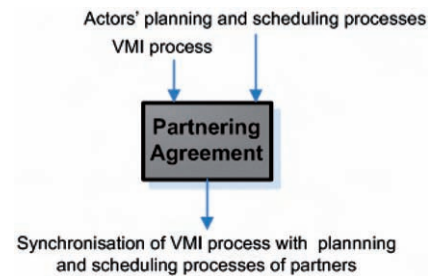 Actors' planning and scheduling processes
VMI process
Partnering
Agreement
Synchronisation of VMI process with plannning
and scheduling processes of partners